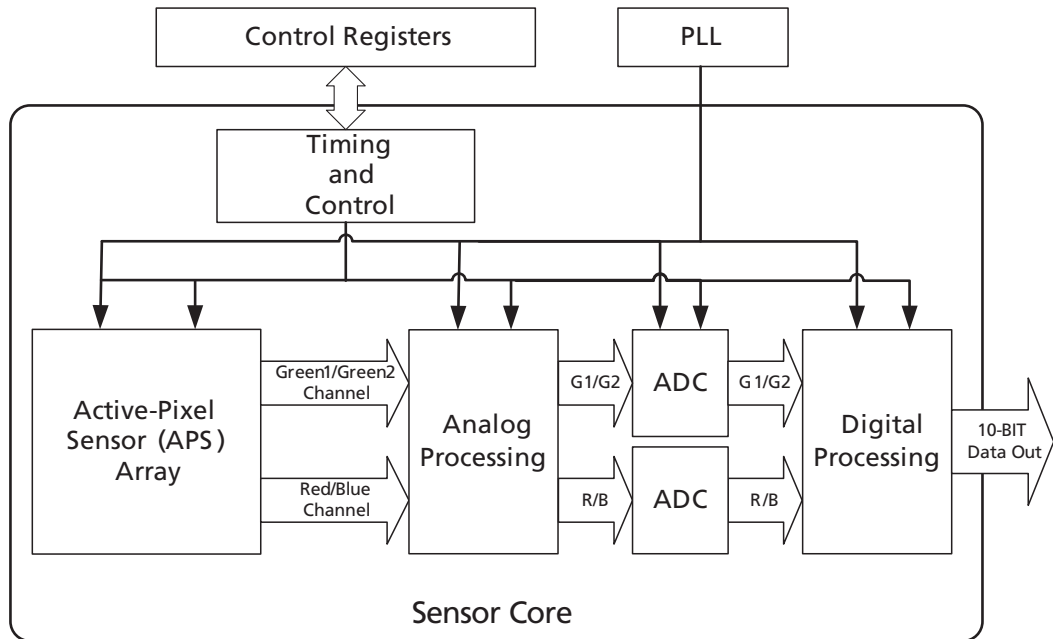 Control Registers
PLL
Timing
and
Control
Active-Pixel
Sensor (APS)
Array
Green1/Green2
Channel
Red/Blue
Channel
Analog
Processing
G1/G2
R/B
ADC
ADC
G1/G2
R/B
Digital
Processing
10-BIT
Data Out
Sensor Core